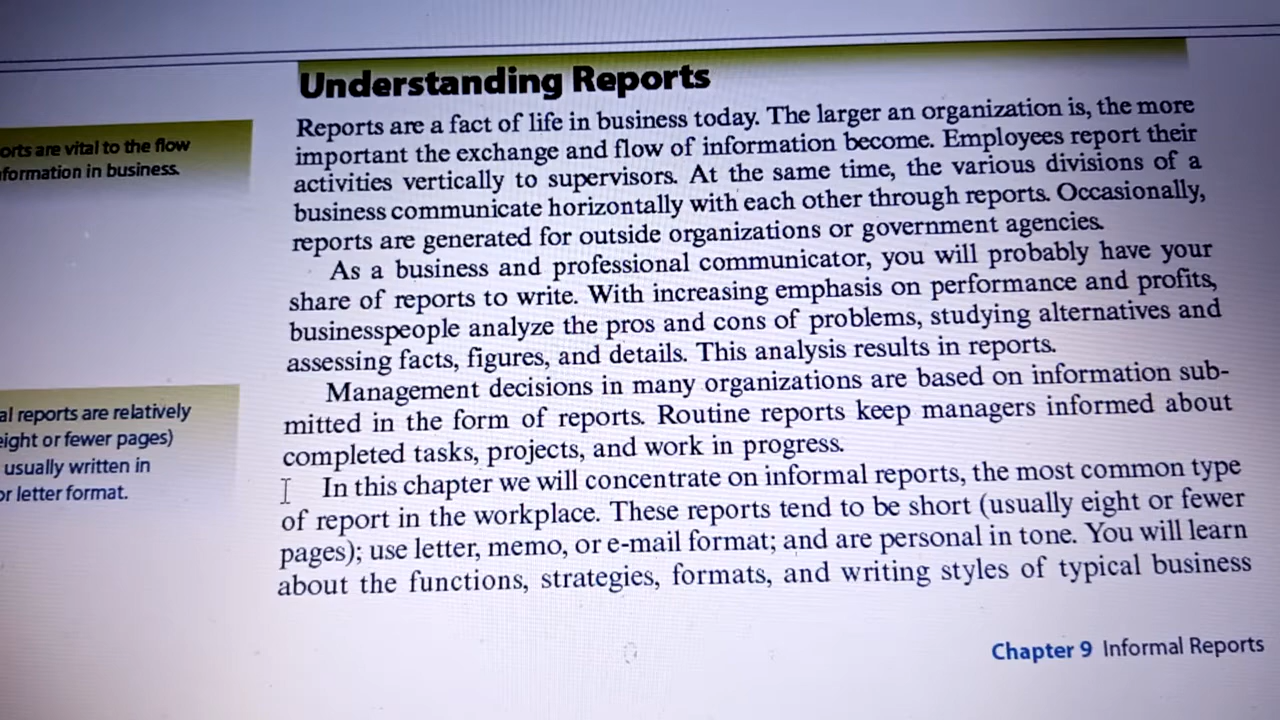 Understanding Reports
Reports are a fact of life in business today. The larger an organization is, the more
important the exchange and flow of information become. Employees report their
activities vertically to supervisors. At the same time, the various divisions of a
business communicate horizontally with each other through reports. Occasionally,
reports are generated for outside organizations or government agencies.
As a business and professional communicator, you will probably have your
share of reports to write. With increasing emphasis on performance and profits,
businesspeople analyze the pros and cons of problems, studying alternatives and
assessing facts, figures, and details. This analysis results in reports.
Management decisions in many organizations are based on information sub-
mitted in the form of reports. Routine reports keep managers informed about
completed tasks, projects, and work in progress.
In this chapter we will concentrate on informal reports, the most common type
of report in the workplace. These reports tend to be short (usually eight or fewer
pages); use letter, memo, or e-mail format; and are personal in tone. You will learn
about the functions, strategies, formats, and writing styles of typical business
are vital to the flow
in business.
reports are relatively
or fewer pages)
usually written in
letter format.
Chapter 9 Informal Reports